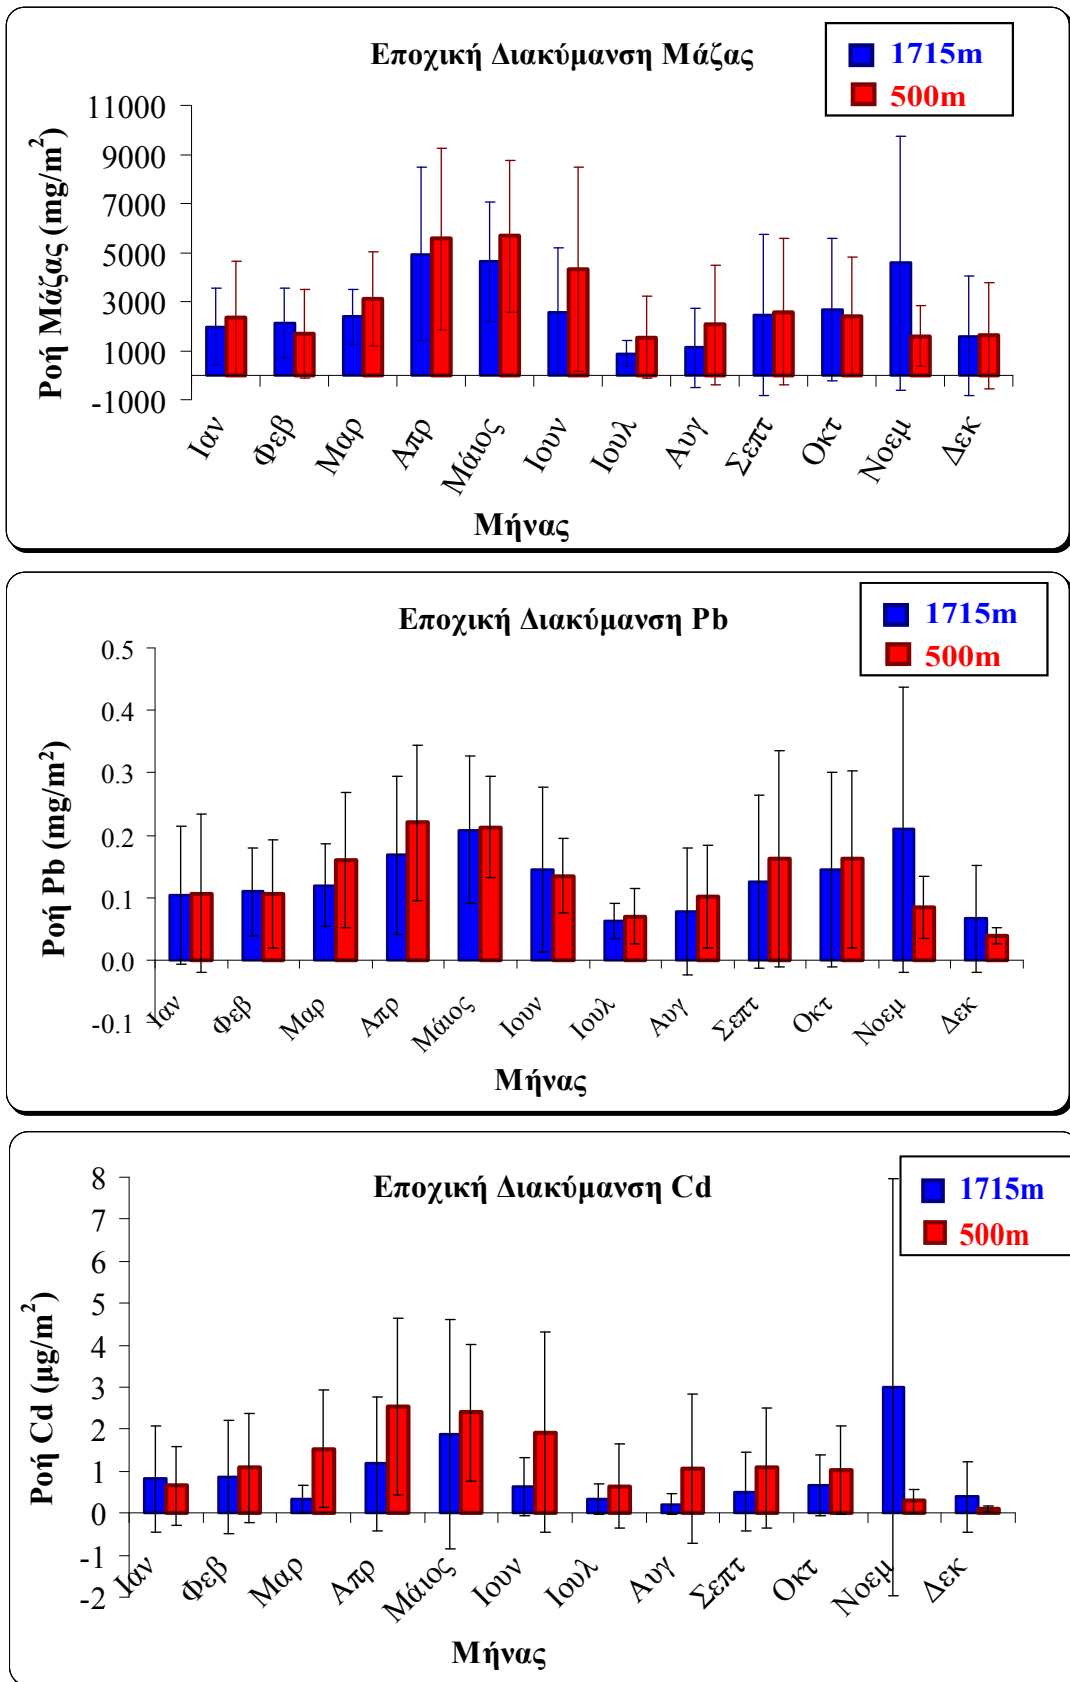 Εποχική Διακύμανση Μάζας
1715m
500m
Ροή Μάζας (mg/m²)
11000
9000
7000
5000
3000
1000
-1000
Ιαν Φεβ Μαρ Απρ Μάιος Ιουν Ιουλ Αυγ Σεπτ Οκτ Νοεμ Δεκ
Μήνας
Εποχική Διακύμανση Pb
1715m
500m
Ροή Pb (mg/m²)
0.5
0.4
0.3
0.2
0.1
0.0
-0.1
Ιαν Φεβ Μαρ Απρ Μάιος Ιουν Ιουλ Αυγ Σεπτ Οκτ Νοεμ Δεκ
Μήνας
Εποχική Διακύμανση Cd
1715m
500m
Ροή Cd (μg/m²)
8
7
6
5
4
3
2
1
0
-1
-2
Ιαν Φεβ Μαρ Απρ Μάιος Ιουν Ιουλ Αυγ Σεπτ Οκτ Νοεμ Δεκ
Μήνας